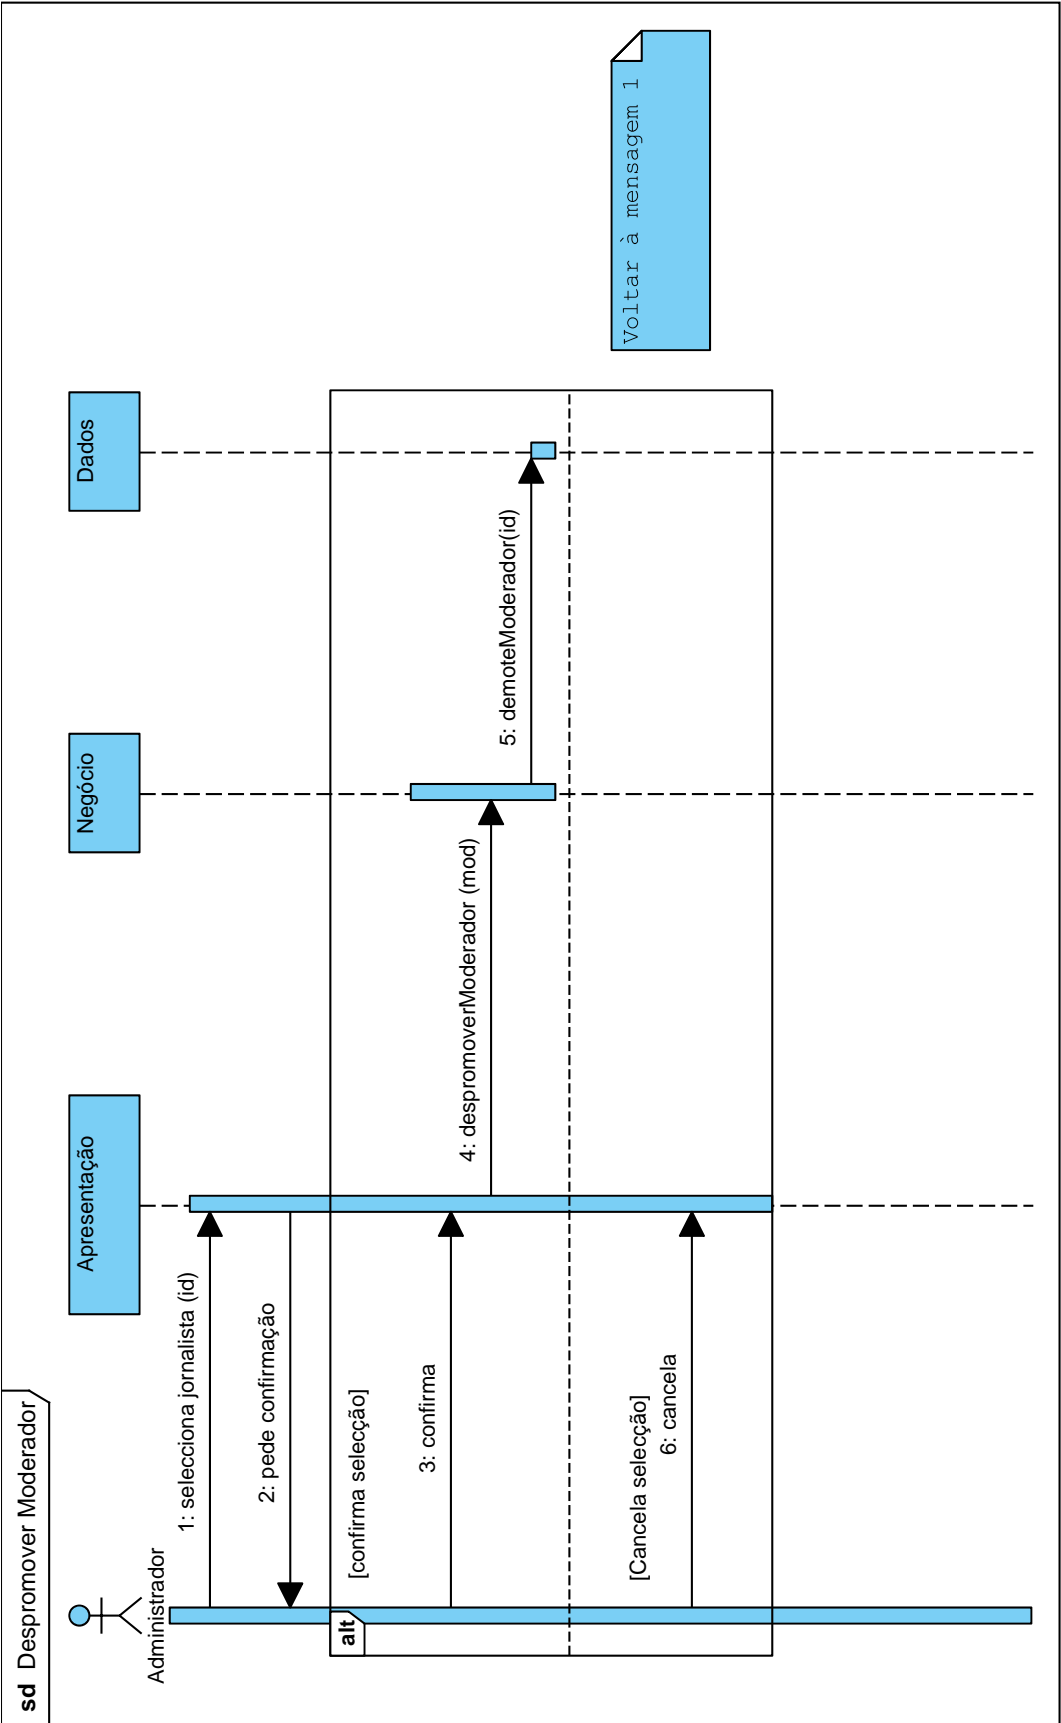 sd Despromover Moderador
Administrador
Apresentação
Negócio
Dados
1: selecciona jornalista (id)
2: pede confirmação
alt
[confirma selecção]
3: confirma
4: despromoverModerador (mod)
5: demoteModerador(id)
[Cancela selecção]
6: cancela
Voltar à mensagem 1